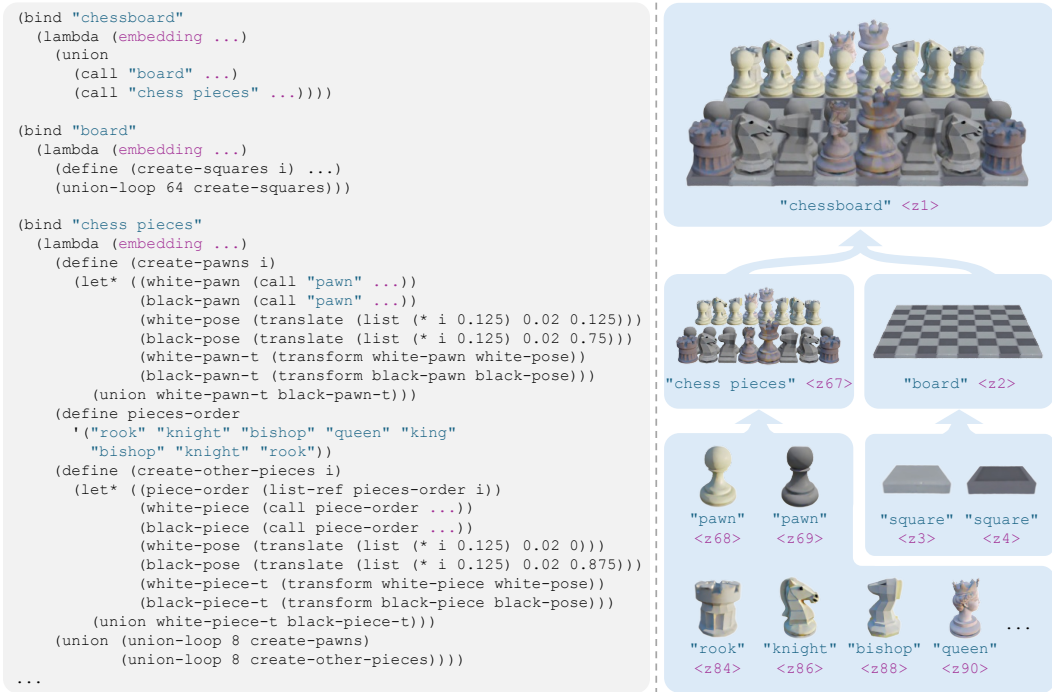 (bind "chessboard"
(lambda (embedding ...)
(union
(call "board" ...)
(call "chess pieces" ...))))
(bind "board"
(lambda (embedding ...)
(define (create-squares i) ...)
(union-loop 64 create-squares)))
(bind "chess pieces"
(lambda (embedding ...)
(define (create-pawns i)
(let* ((white-pawn (call "pawn" ...))
(black-pawn (call "pawn" ...))
(white-pose (translate (list (* i 0.125) 0.02 0.125)))
(black-pose (translate (list (* i 0.125) 0.02 0.75)))
(white-pawn-t (transform white-pawn white-pose))
(black-pawn-t (transform black-pawn black-pose)))
(union white-pawn-t black-pawn-t)))
(define pieces-order
'("rook" "knight" "bishop" "queen" "king"
"bishop" "knight" "rook"))
(define (create-other-pieces i)
(let* ((piece-order (list-ref pieces-order i))
(white-piece (call piece-order ...))
(black-piece (call piece-order ...))
(white-pose (translate (list (* i 0.125) 0.02 0)))
(black-pose (translate (list (* i 0.125) 0.02 0.875)))
(white-piece-t (transform white-piece white-pose))
(black-piece-t (transform black-piece black-pose)))
(union white-piece-t black-piece-t)))
(union (union-loop 8 create-pawns)
(union-loop 8 create-other-pieces))))
...
"chessboard" <z1>
"chess pieces" <z67>
"board" <z2>
"pawn" "pawn"
<z68> <z69>
"square" "square"
<z3> <z4>
...
"rook" "knight" "bishop" "queen"
<z84> <z86> <z88> <z90>